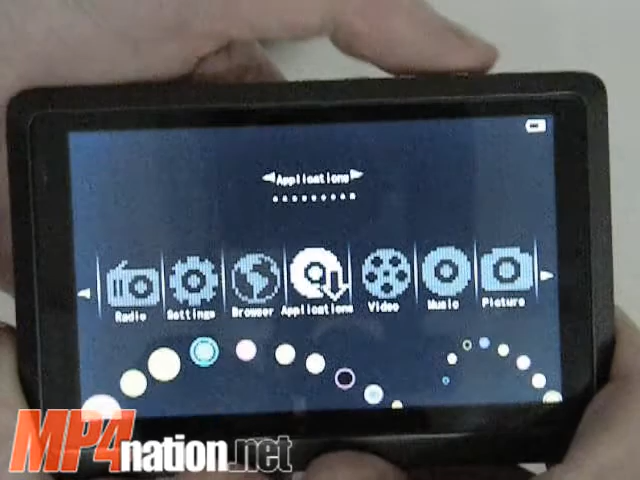 Applications
Radio Settings Browser Applications Video Music Picture
MP4nation.net